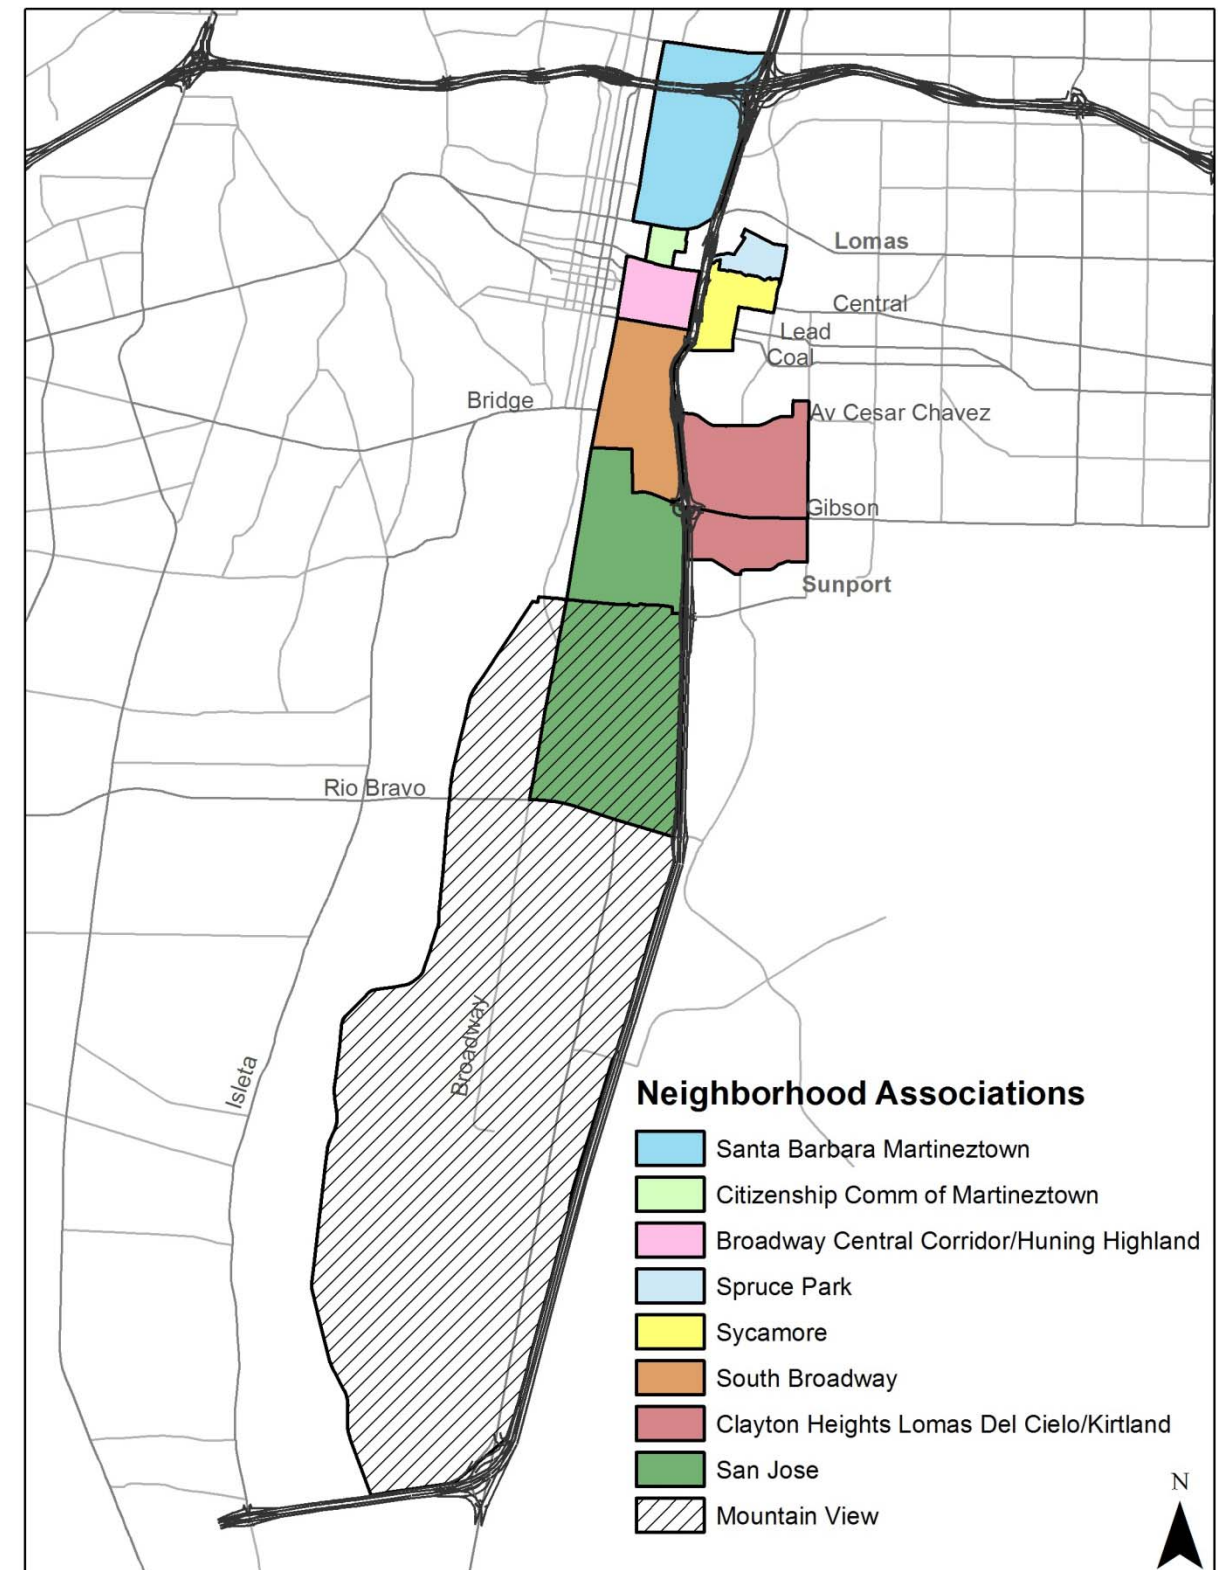 Lomas
Central
Lead
Coal
Bridge
Av Cesar Chavez
Gibson
Sunport
Rio Bravo
Broadway
Isleta
Neighborhood Associations
Santa Barbara Martineztown
Citizenship Comm of Martineztown
Broadway Central Corridor/Huning Highland
Spruce Park
Sycamore
South Broadway
Clayton Heights Lomas Del Cielo/Kirtland
San Jose
Mountain View
N